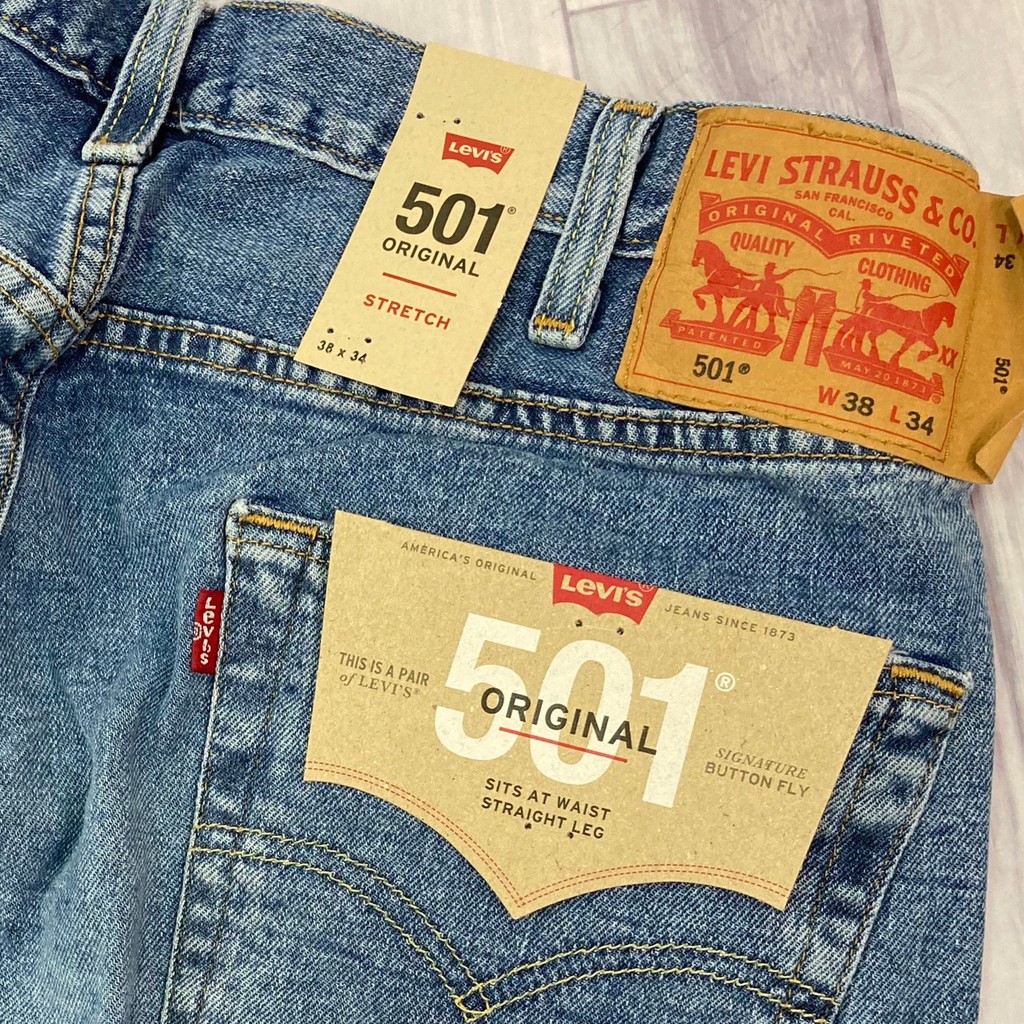 Levi's®
501®
ORIGINAL
STRETCH
38 x 34
LEVI STRAUSS & CO.
SAN FRANCISCO
CAL.
ORIGINAL RIVETED
QUALITY CLOTHING
PATENTED MAY 20 1873
XX
501®
W 38 L 34
L
34
501®
Levi's
AMERICA'S ORIGINAL
Levi's®
JEANS SINCE 1873
THIS IS A PAIR
of LEVI'S®
501®
ORIGINAL
SIGNATURE
BUTTON FLY
SITS AT WAIST
STRAIGHT LEG